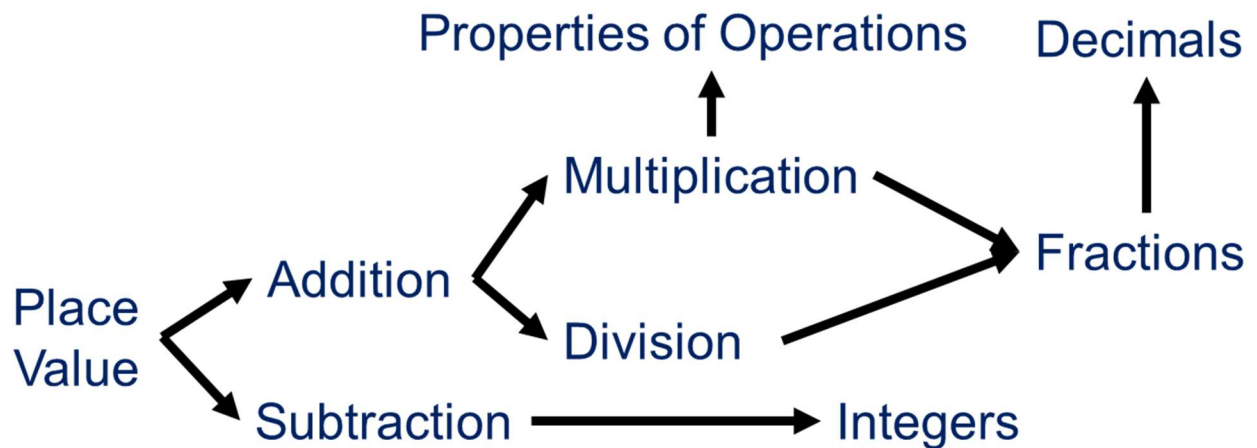 Properties of Operations
Decimals
Multiplication
Fractions
Addition
Place
Value
Division
Subtraction
Integers